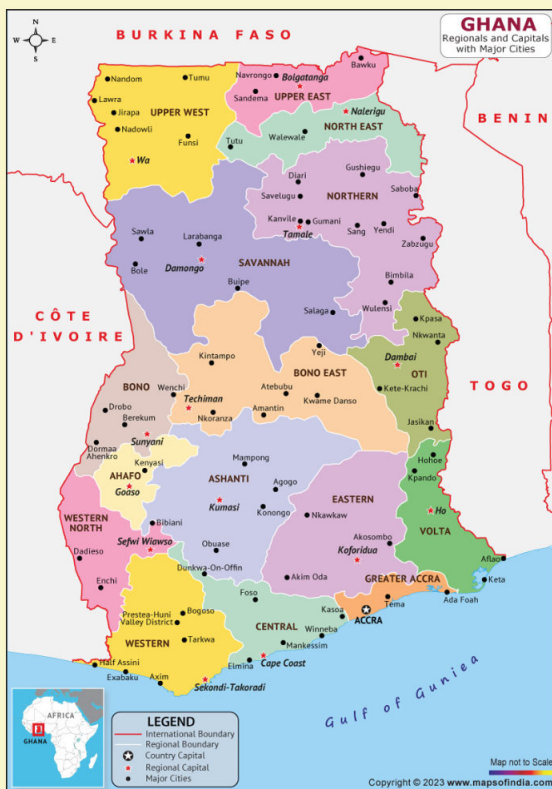 GHANA
Regionals and Capitals
with Major Cities
N
W
E
S
BURKINA FASO
BENIN
TOGO
CÔTE
D'IVOIRE
Bawku
Navrongo
Bolgatanga
Sandema
UPPER EAST
Nandom
Tumu
Lawra
UPPER WEST
Jirapa
Nadowli
Funsi
Wa
Nalerigu
NORTH EAST
Walewale
Tutu
Gushiegu
Diari
NORTHERN
Saboba
Savelugu
Kanvile
Gumani
Sang
Yendi
Tamale
Zabzugu
Sawla
Larabanga
Bole
Damongo
SAVANNAH
Buipe
Bimbila
Salaga
Wulensi
Kpasa
Nkwanta
Yeji
Dambai
OTI
Kintampo
BONO EAST
BONO
Wenchi
Techiman
Atebubu
Kwame Danso
Kete-Krachi
Drobo
Berekum
Nkoranza
Amantin
Sunyani
Jasikan
Dormaa
Ahenkro
Kenyasi
Mampong
Hohoe
AHAFO
ASHANTI
Kpando
Goaso
Agogo
EASTERN
Kumasi
Konongo
Nkawkaw
Ho
VOLTA
WESTERN
NORTH
Bibiani
Sefwi Wiawso
Obuase
Akosombo
Dadieso
Koforidua
Aflao
Dunkwa-On-Offin
Enchi
Akim Oda
GREATER ACCRA
Keta
Foso
Tema
Ada Foah
Prestea-Huni
Valley District
Bogoso
Kasoa
ACCRA
CENTRAL
Winneba
WESTERN
Tarkwa
Mankessim
Half Assini
Elmina
Cape Coast
Exabaku
Axim
Sekondi-Takoradi
Gulf of Guniea
AFRICA
GHANA
LEGEND
International Boundary
Regional Boundary
Country Capital
Regional Capital
Major Cities
Map not to Scale
Copyright © 2023 www.mapsofindia.com